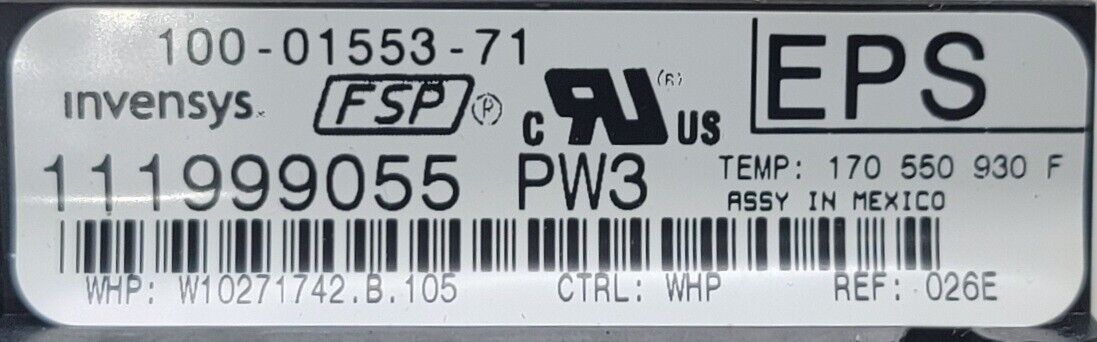 100-01553-71
invensys
FSP ®
C RU US (R)
EPS
111999055 PW3
TEMP: 170 550 930 F
ASSY IN MEXICO
WHP: W10271742.B.105 CTRL: WHP REF: 026E